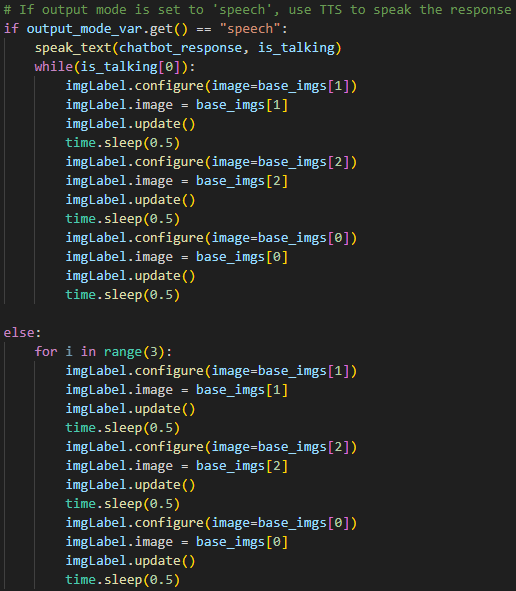 # If output mode is set to 'speech', use TTS to speak the response
if output_mode_var.get() == "speech":
    speak_text(chatbot_response, is_talking)
    while(is_talking[0]):
        imgLabel.configure(image=base_imgs[1])
        imgLabel.image = base_imgs[1]
        imgLabel.update()
        time.sleep(0.5)
        imgLabel.configure(image=base_imgs[2])
        imgLabel.image = base_imgs[2]
        imgLabel.update()
        time.sleep(0.5)
        imgLabel.configure(image=base_imgs[0])
        imgLabel.image = base_imgs[0]
        imgLabel.update()
        time.sleep(0.5)

else:
    for i in range(3):
        imgLabel.configure(image=base_imgs[1])
        imgLabel.image = base_imgs[1]
        imgLabel.update()
        time.sleep(0.5)
        imgLabel.configure(image=base_imgs[2])
        imgLabel.image = base_imgs[2]
        imgLabel.update()
        time.sleep(0.5)
        imgLabel.configure(image=base_imgs[0])
        imgLabel.image = base_imgs[0]
        imgLabel.update()
        time.sleep(0.5)